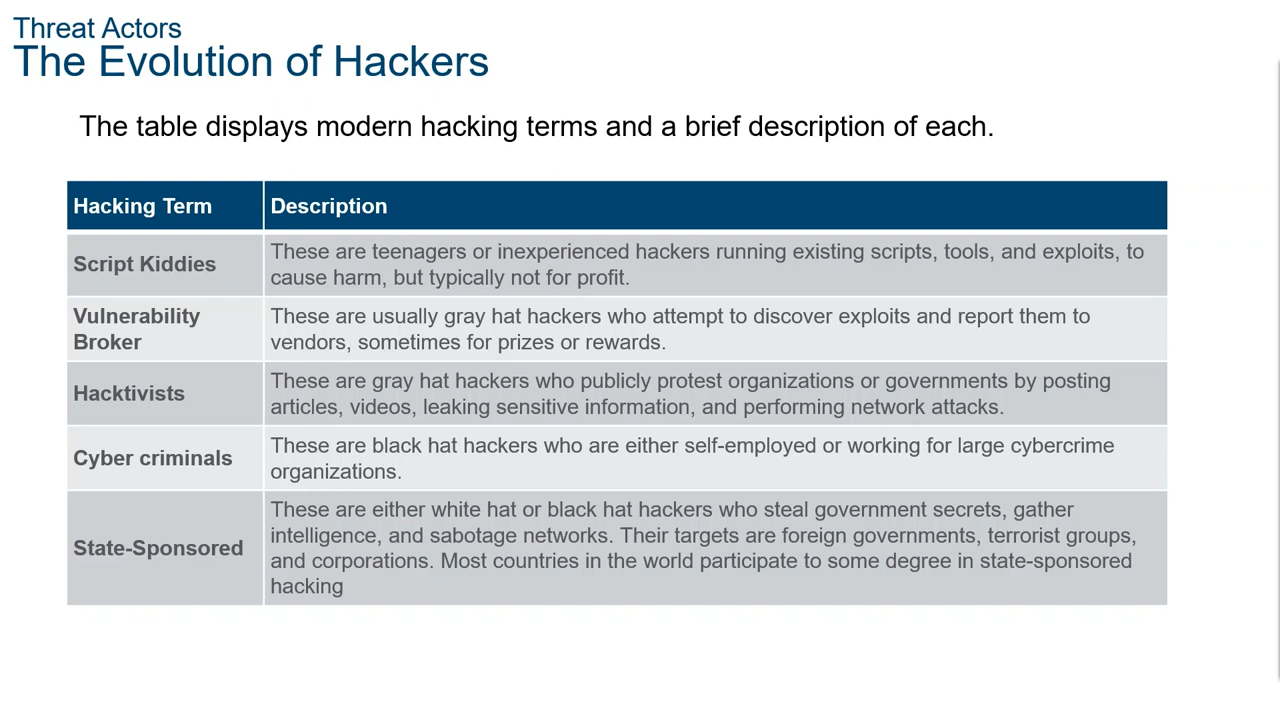 Threat Actors
The Evolution of Hackers
The table displays modern hacking terms and a brief description of each.
Hacking Term
Description
Script Kiddies
These are teenagers or inexperienced hackers running existing scripts, tools, and exploits, to
cause harm, but typically not for profit.
Vulnerability
Broker
These are usually gray hat hackers who attempt to discover exploits and report them to
vendors, sometimes for prizes or rewards.
Hacktivists
These are gray hat hackers who publicly protest organizations or governments by posting
articles, videos, leaking sensitive information, and performing network attacks.
Cyber criminals
These are black hat hackers who are either self-employed or working for large cybercrime
organizations.
State-Sponsored
These are either white hat or black hat hackers who steal government secrets, gather
intelligence, and sabotage networks. Their targets are foreign governments, terrorist groups,
and corporations. Most countries in the world participate to some degree in state-sponsored
hacking